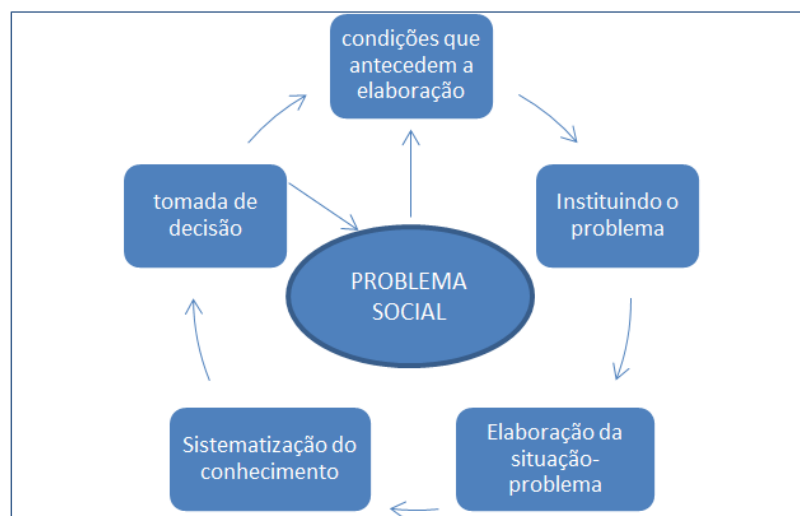 condições que
antecedem a
elaboração
Instituindo o
problema
Elaboração da
situação-
problema
Sistematização do
conhecimento
tomada de
decisão
PROBLEMA
SOCIAL